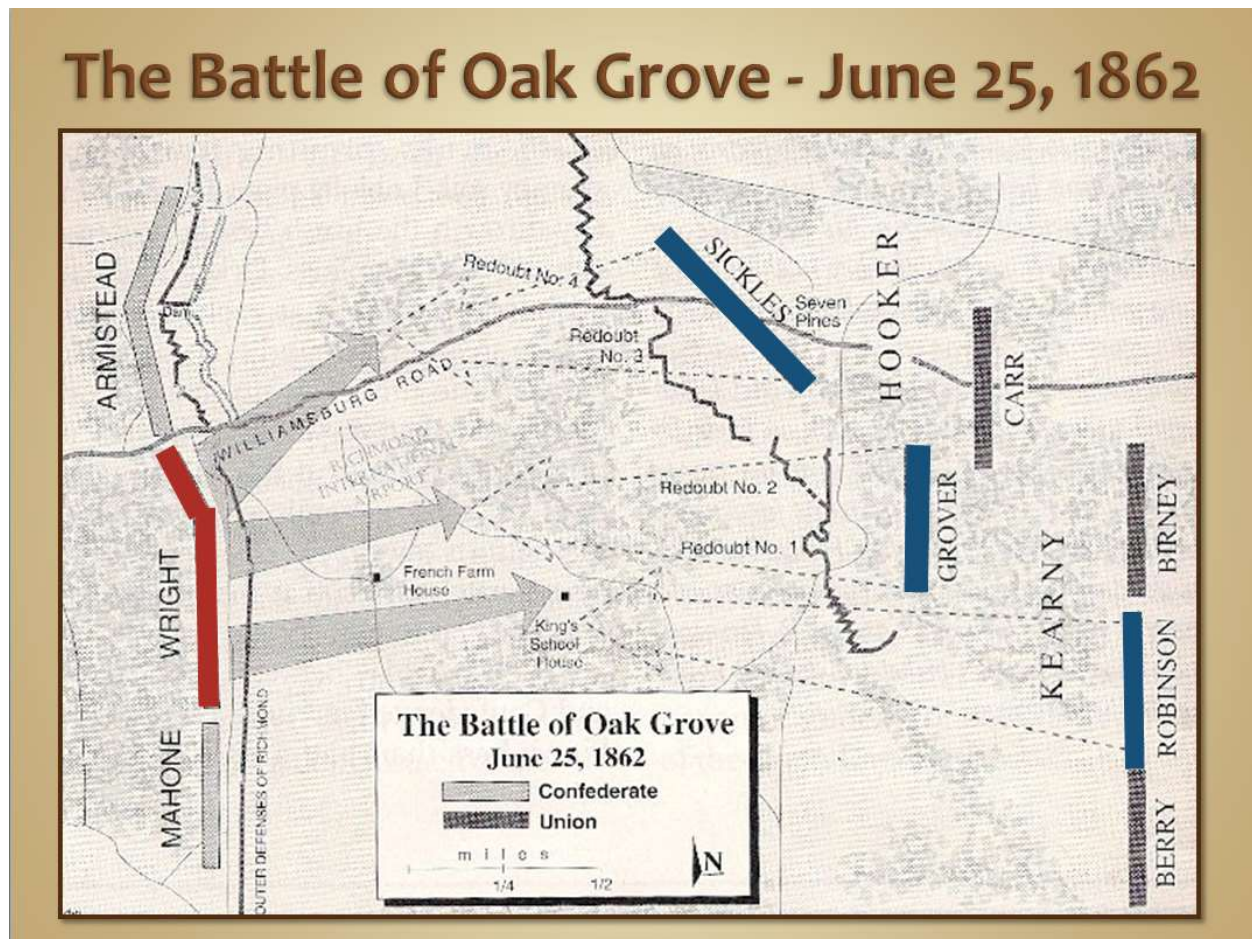 The Battle of Oak Grove - June 25, 1862
ARMISTEAD
Dam
Redoubt No. 4
SICKLES
HOOKER
Seven
Pines
Redoubt
No. 3
CARR
WILLIAMSBURG ROAD
RICHMOND
INTERNATIONAL
AIRPORT
Redoubt No. 2
Redoubt No. 1
GROVER
BIRNEY
KEARNY
WRIGHT
French Farm
House
King's
School
House
ROBINSON
MAHONE
OUTER DEFENSES OF RICHMOND
BERRY
The Battle of Oak Grove
June 25, 1862
Confederate
Union
miles
1/4 1/2
N